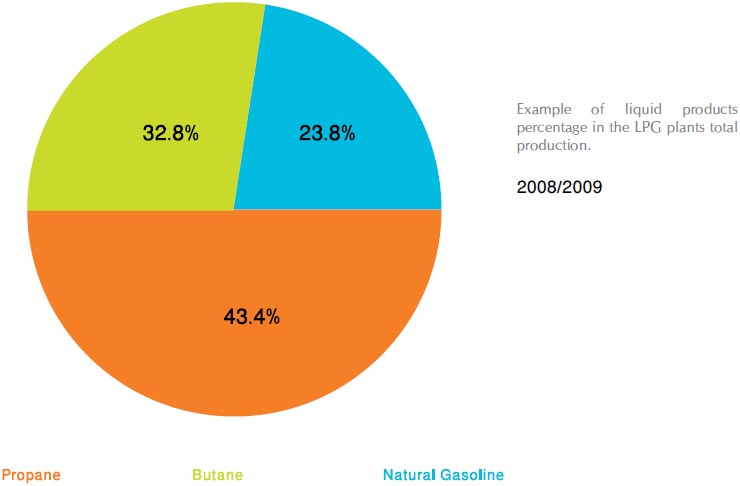 32.8%
23.8%
43.4%
Example of liquid products
percentage in the LPG plants total
production.
2008/2009
Propane
Butane
Natural Gasoline